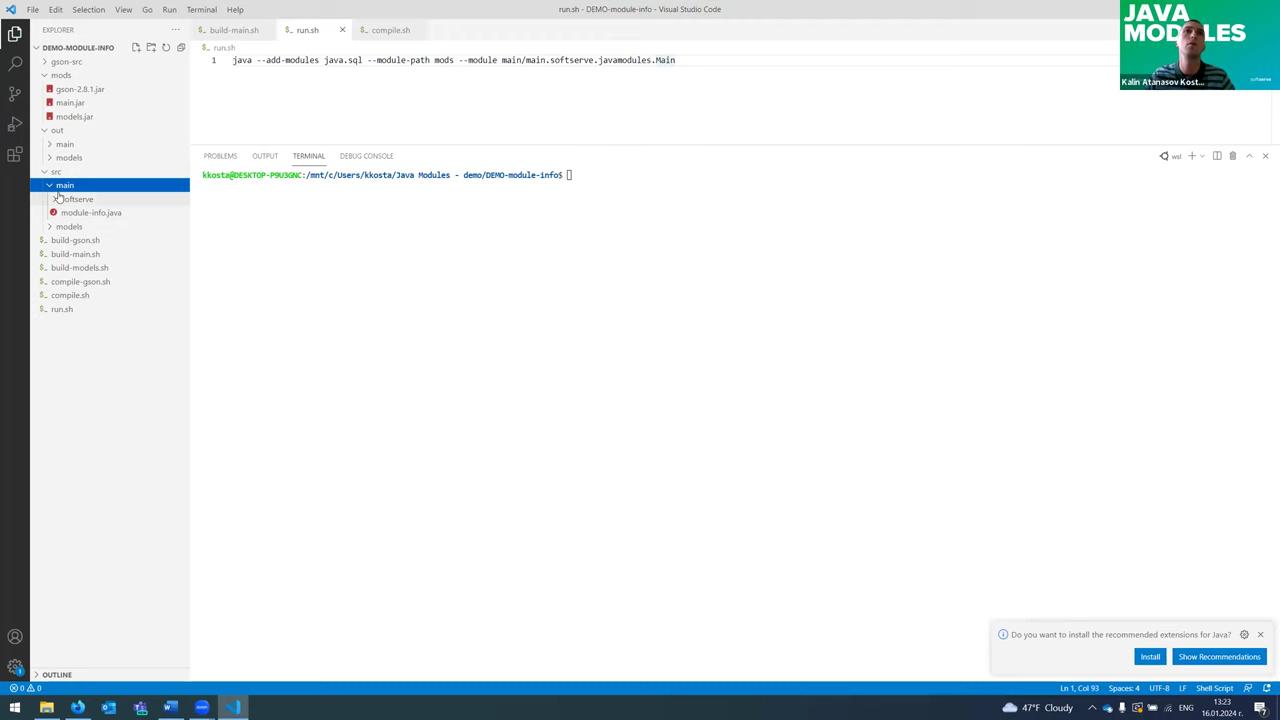 File Edit Selection View Go Run Terminal Help
run.sh - DEMO-module-info - Visual Studio Code
EXPLORER
DEMO-MODULE-INFO
gson-src
mods
gson-2.8.1.jar
main.jar
models.jar
out
main
models
src
main
softserve
module-info.java
models
build-gson.sh
build-main.sh
build-models.sh
compile-gson.sh
compile.sh
run.sh
OUTLINE
build-main.sh run.sh compile.sh
run.sh
1 java --add-modules java.sql --module-path mods --module main/main.softserve.javamodules.Main
PROBLEMS OUTPUT TERMINAL DEBUG CONSOLE
wsl
kkosta@DESKTOP-P9U3GNC:/mnt/c/Users/kkosta/Java Modules - demo/DEMO-module-info$
JAVA
MODULES
softserve
Kalin Atanasov Kost...
Do you want to install the recommended extensions for Java?
Install Show Recommendations
0 0
Ln 1, Col 93 Spaces: 4 UTF-8 LF Shell Script
47°F Cloudy ENG 13:23
16.01.2024 г.